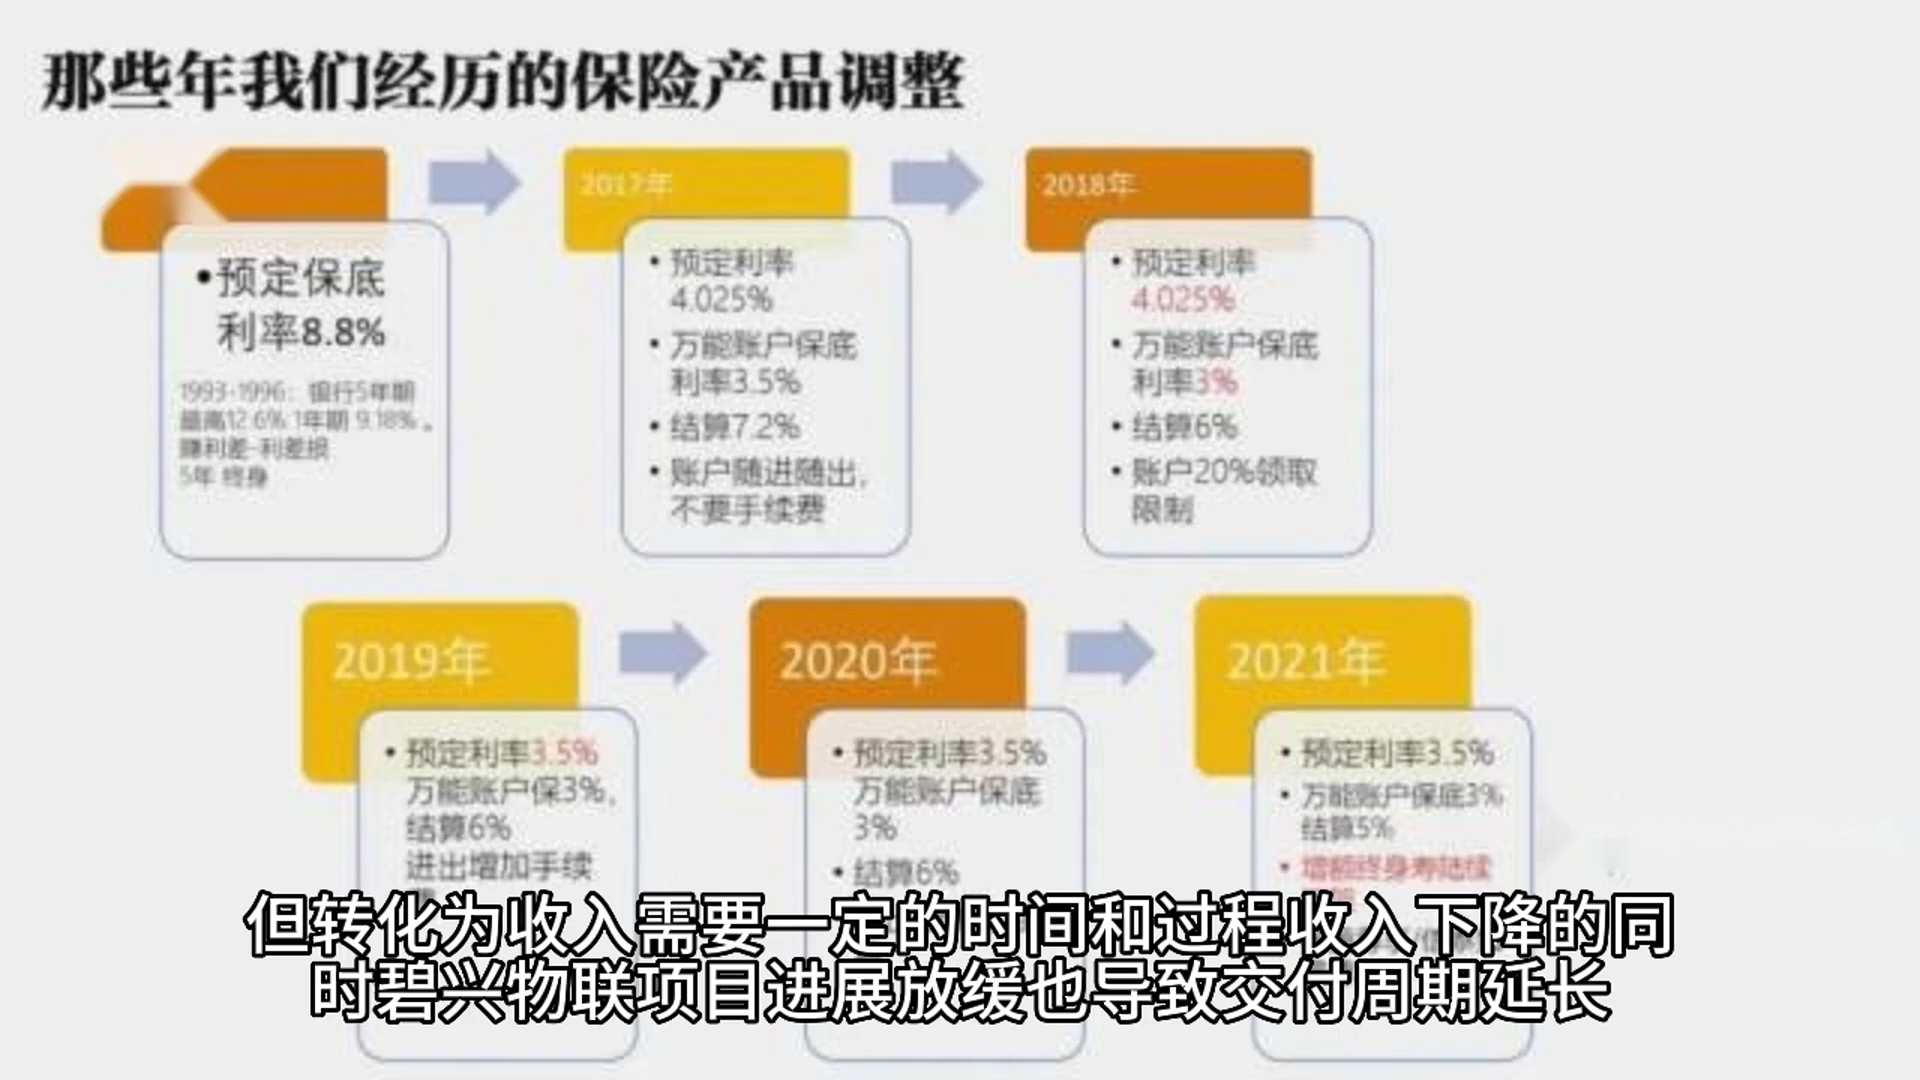 那些年我们经历的保险产品调整
•预定保底
利率8.8%
1993-1996：银行5年期
最高12.6% 1年期 9.18%。
赚利差-利差损
5年 终身
2017年
• 预定利率
4.025%
• 万能账户保底
利率3.5%
• 结算7.2%
• 账户随进随出，
不要手续费
2018年
• 预定利率
4.025%
• 万能账户保底
利率3%
• 结算6%
• 账户20%领取
限制
2019年
• 预定利率3.5%
万能账户保3%，
结算6%
进出增加手续
2020年
• 预定利率3.5%
万能账户保底
3%
• 结算6%
2021年
• 预定利率3.5%
• 万能账户保底3%
结算5%
• 增额终身寿陆续
但转化为收入需要一定的时间和过程收入下降的同
时碧兴物联项目进展放缓也导致交付周期延长